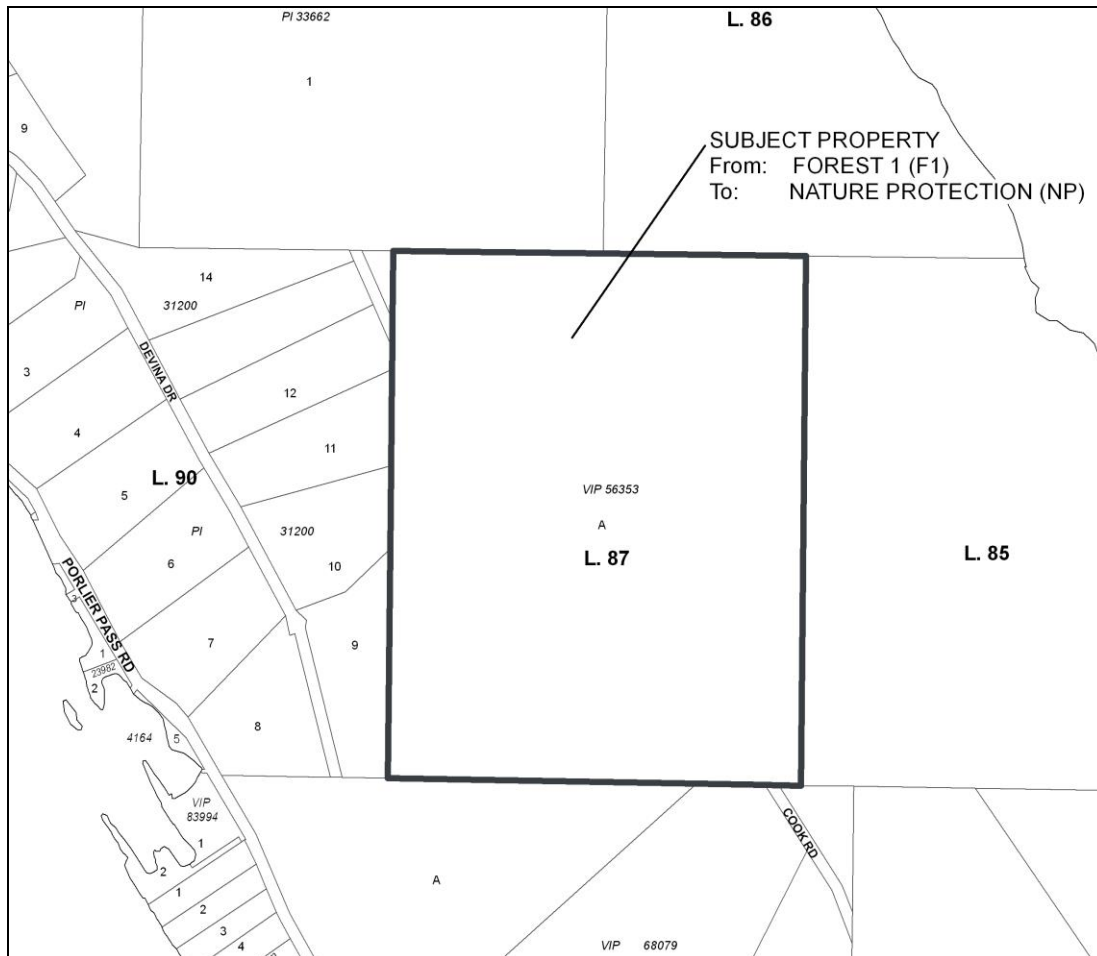 PI 33662
L. 86
1
9
SUBJECT PROPERTY
From: FOREST 1 (F1)
To: NATURE PROTECTION (NP)
14
PI
31200
3
DEVINA DR
12
4
11
L. 90
5
VIP 56353
A
L. 87
L. 85
PI
31200
6
10
PORLIER PASS RD
7
9
1
23982
2
8
4164
5
VIP
83994
1
COOK RD
2
1
A
2
3
4
VIP 68079